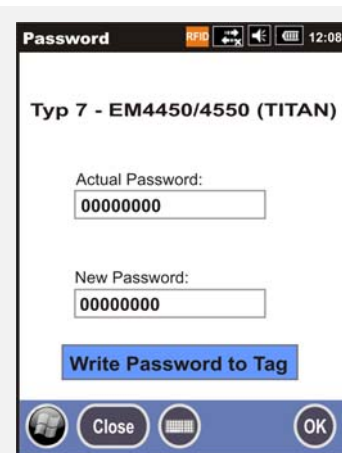 Password RFID 12:08
Typ 7 - EM4450/4550 (TITAN)
Actual Password:
00000000
New Password:
00000000
Write Password to Tag
Close OK